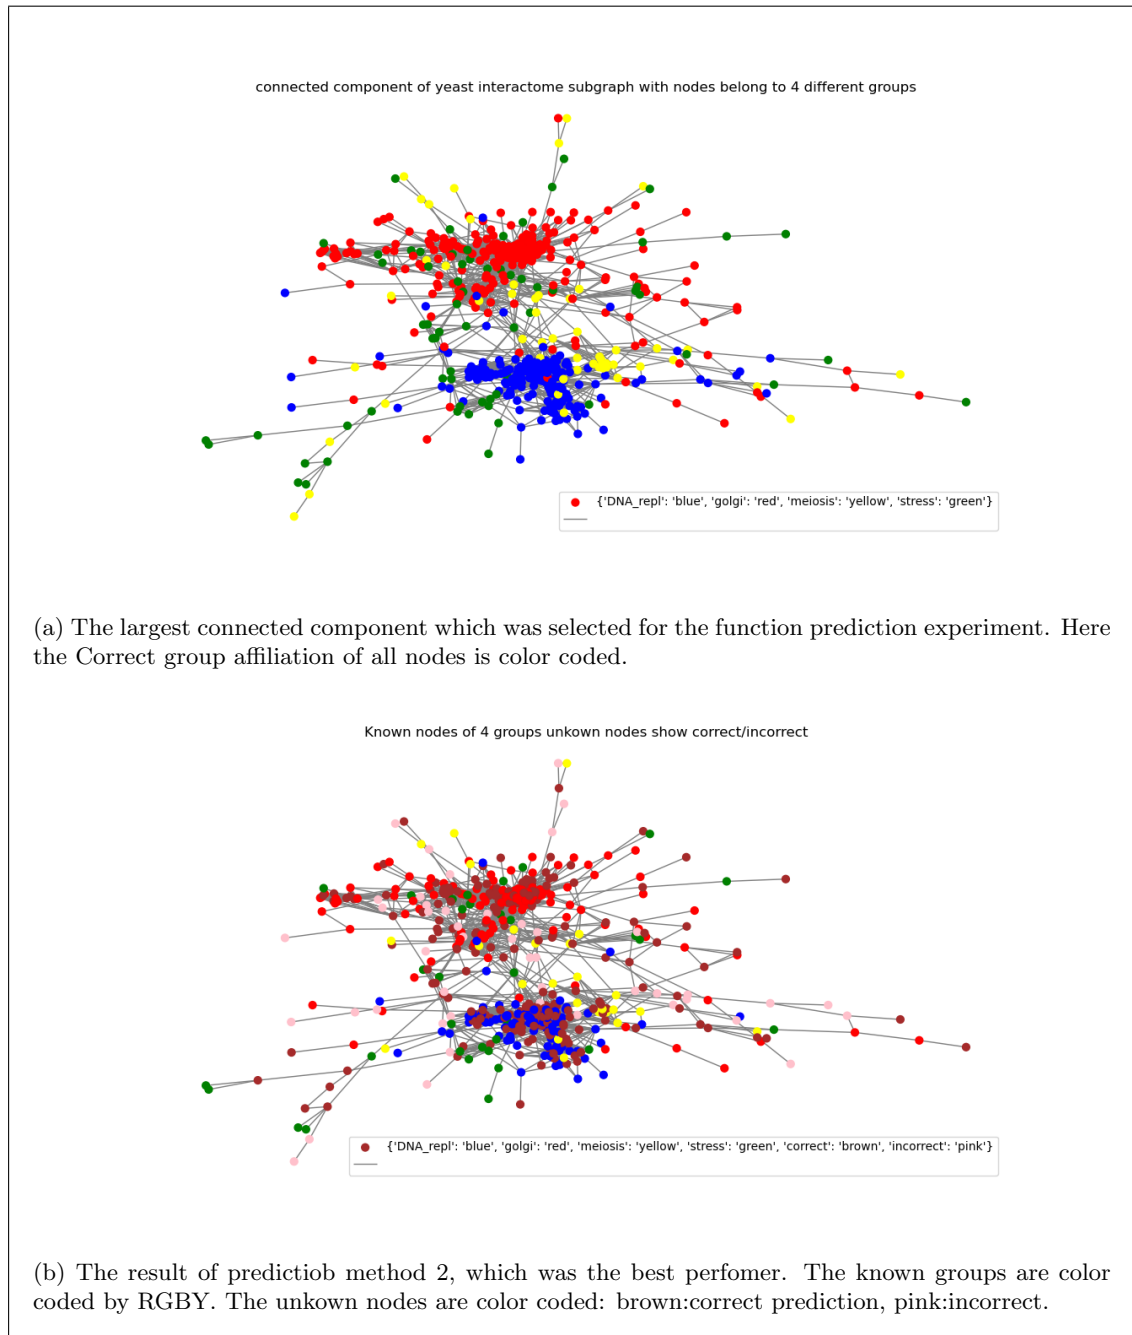 connected component of yeast interactome subgraph with nodes belong to 4 different groups
{'DNA_repl': 'blue', 'golgi': 'red', 'meiosis': 'yellow', 'stress': 'green'}
(a) The largest connected component which was selected for the function prediction experiment. Here
the Correct group affiliation of all nodes is color coded.
Known nodes of 4 groups unkown nodes show correct/incorrect
{'DNA_repl': 'blue', 'golgi': 'red', 'meiosis': 'yellow', 'stress': 'green', 'correct': 'brown', 'incorrect': 'pink'}
(b) The result of predictiob method 2, which was the best perfomer. The known groups are color
coded by RGBY. The unkown nodes are color coded: brown:correct prediction, pink:incorrect.